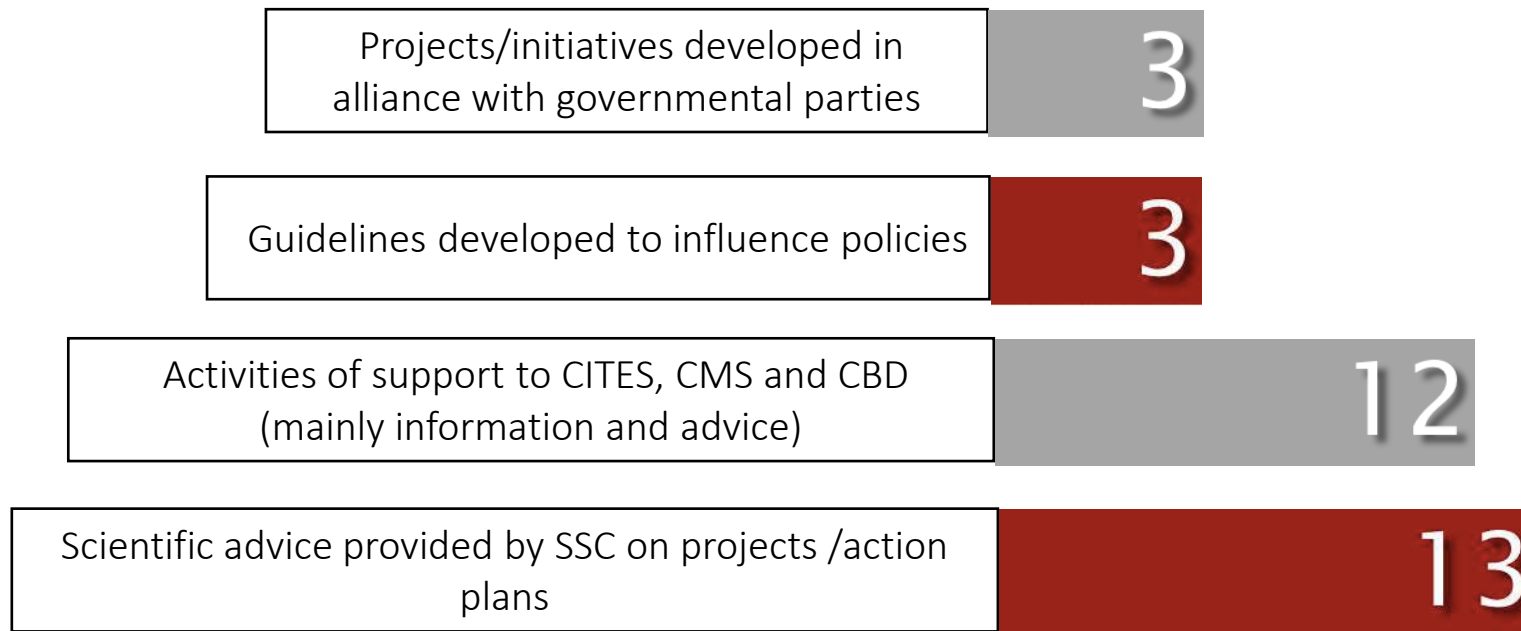 Projects/initiatives developed in
alliance with governmental parties
3
Guidelines developed to influence policies
3
Activities of support to CITES, CMS and CBD
(mainly information and advice)
12
Scientific advice provided by SSC on projects /action
plans
13